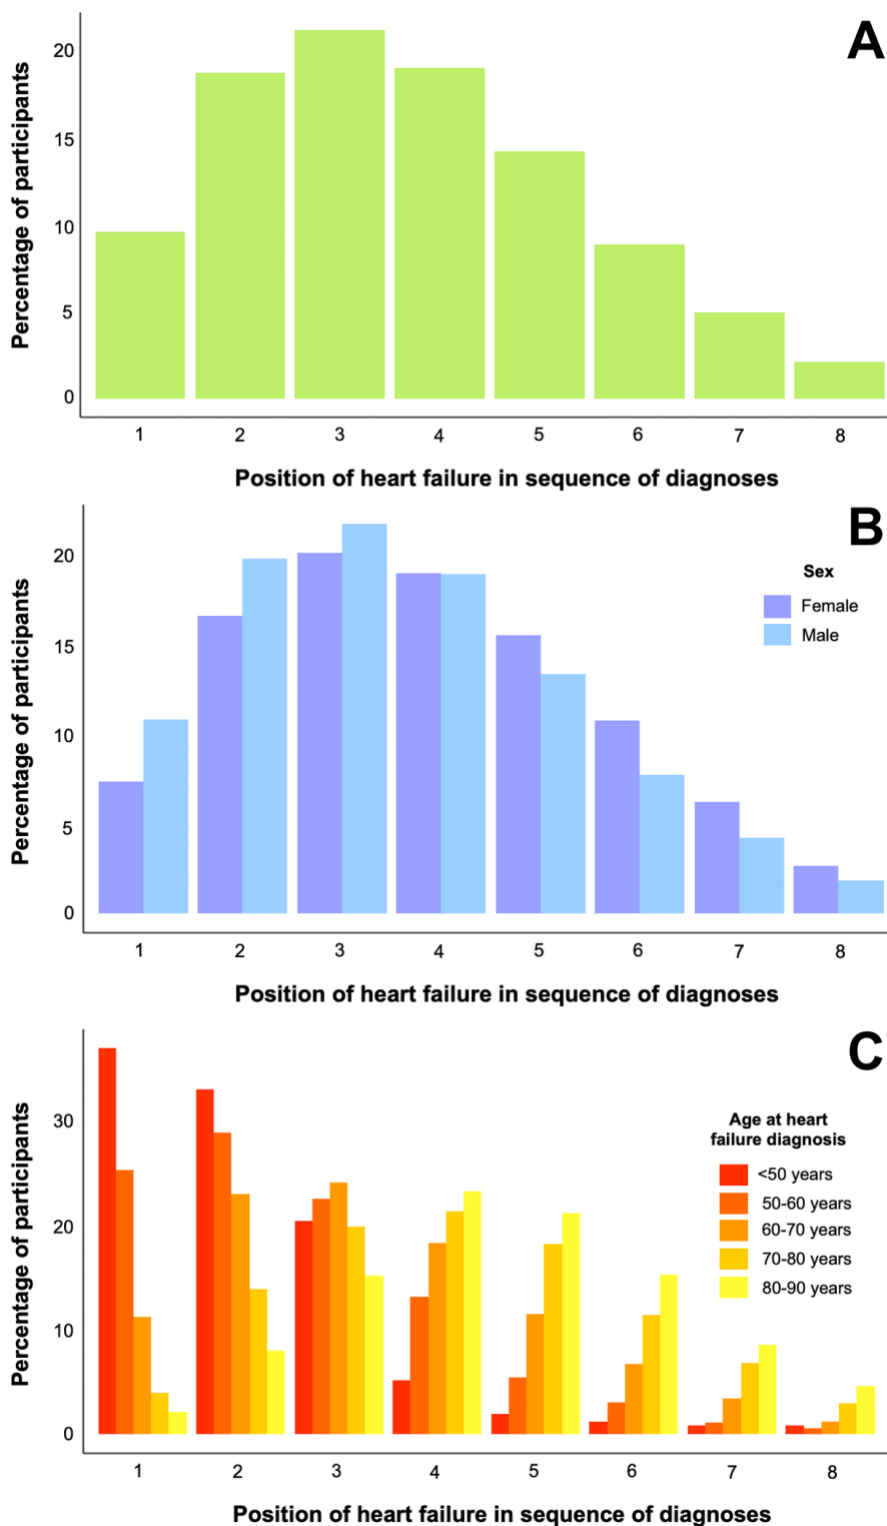 A
Percentage of participants
20
15
10
5
0
1 2 3 4 5 6 7 8
Position of heart failure in sequence of diagnoses
B
Percentage of participants
20
15
10
5
0
Sex
Female
Male
1 2 3 4 5 6 7 8
Position of heart failure in sequence of diagnoses
C
Percentage of participants
30
20
10
0
Age at heart
failure diagnosis
<50 years
50-60 years
60-70 years
70-80 years
80-90 years
1 2 3 4 5 6 7 8
Position of heart failure in sequence of diagnoses